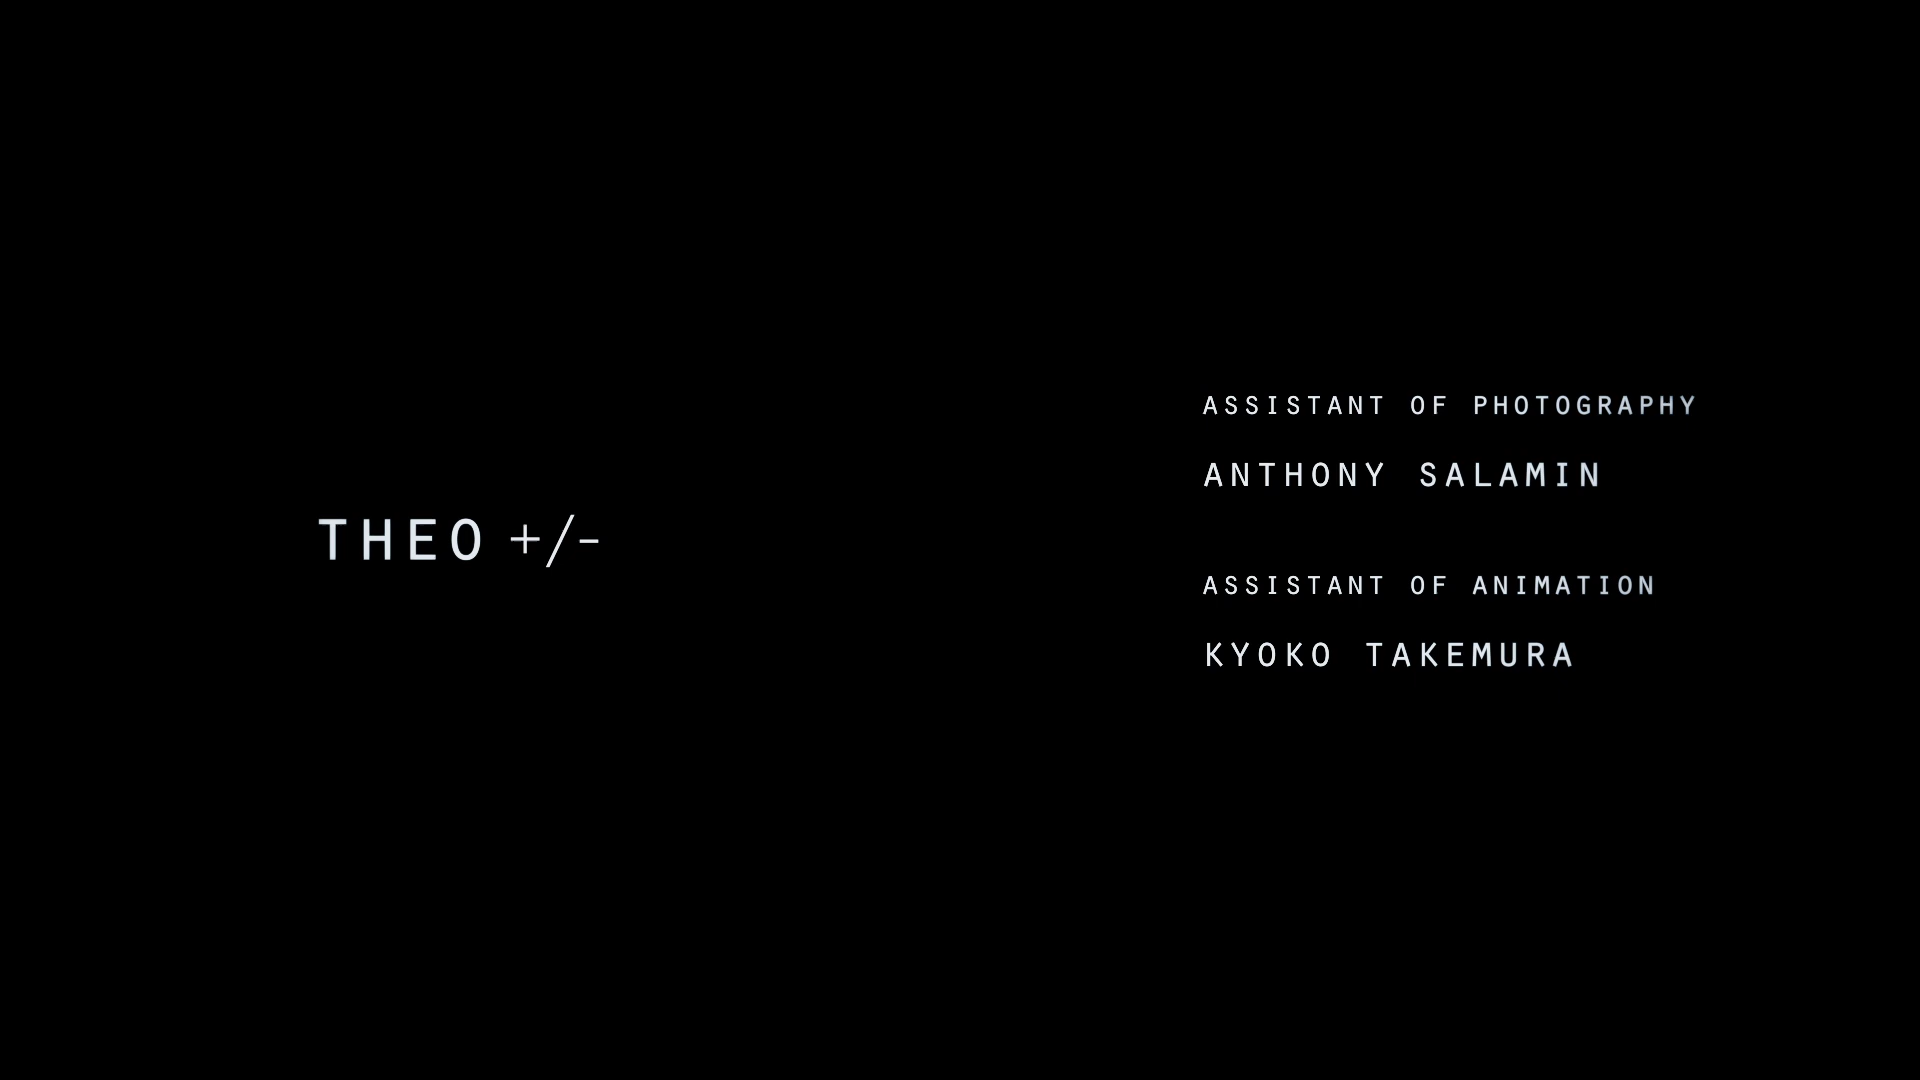 THEO +/-
ASSISTANT OF PHOTOGRAPHY
ANTHONY SALAMIN
ASSISTANT OF ANIMATION
KYOKO TAKEMURA